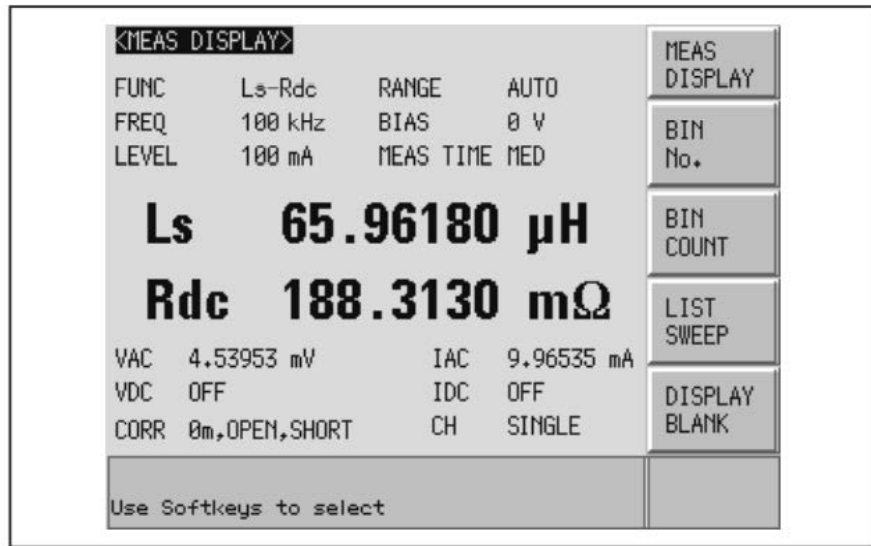 <MEAS DISPLAY>
FUNC Ls-Rdc RANGE AUTO
FREQ 100 kHz BIAS 0 V
LEVEL 100 mA MEAS TIME MED
Ls 65.96180 µH
Rdc 188.3130 mΩ
VAC 4.53953 mV IAC 9.96535 mA
VDC OFF IDC OFF
CORR 0m,OPEN,SHORT CH SINGLE
Use Softkeys to select
MEAS
DISPLAY
BIN
No.
BIN
COUNT
LIST
SWEEP
DISPLAY
BLANK